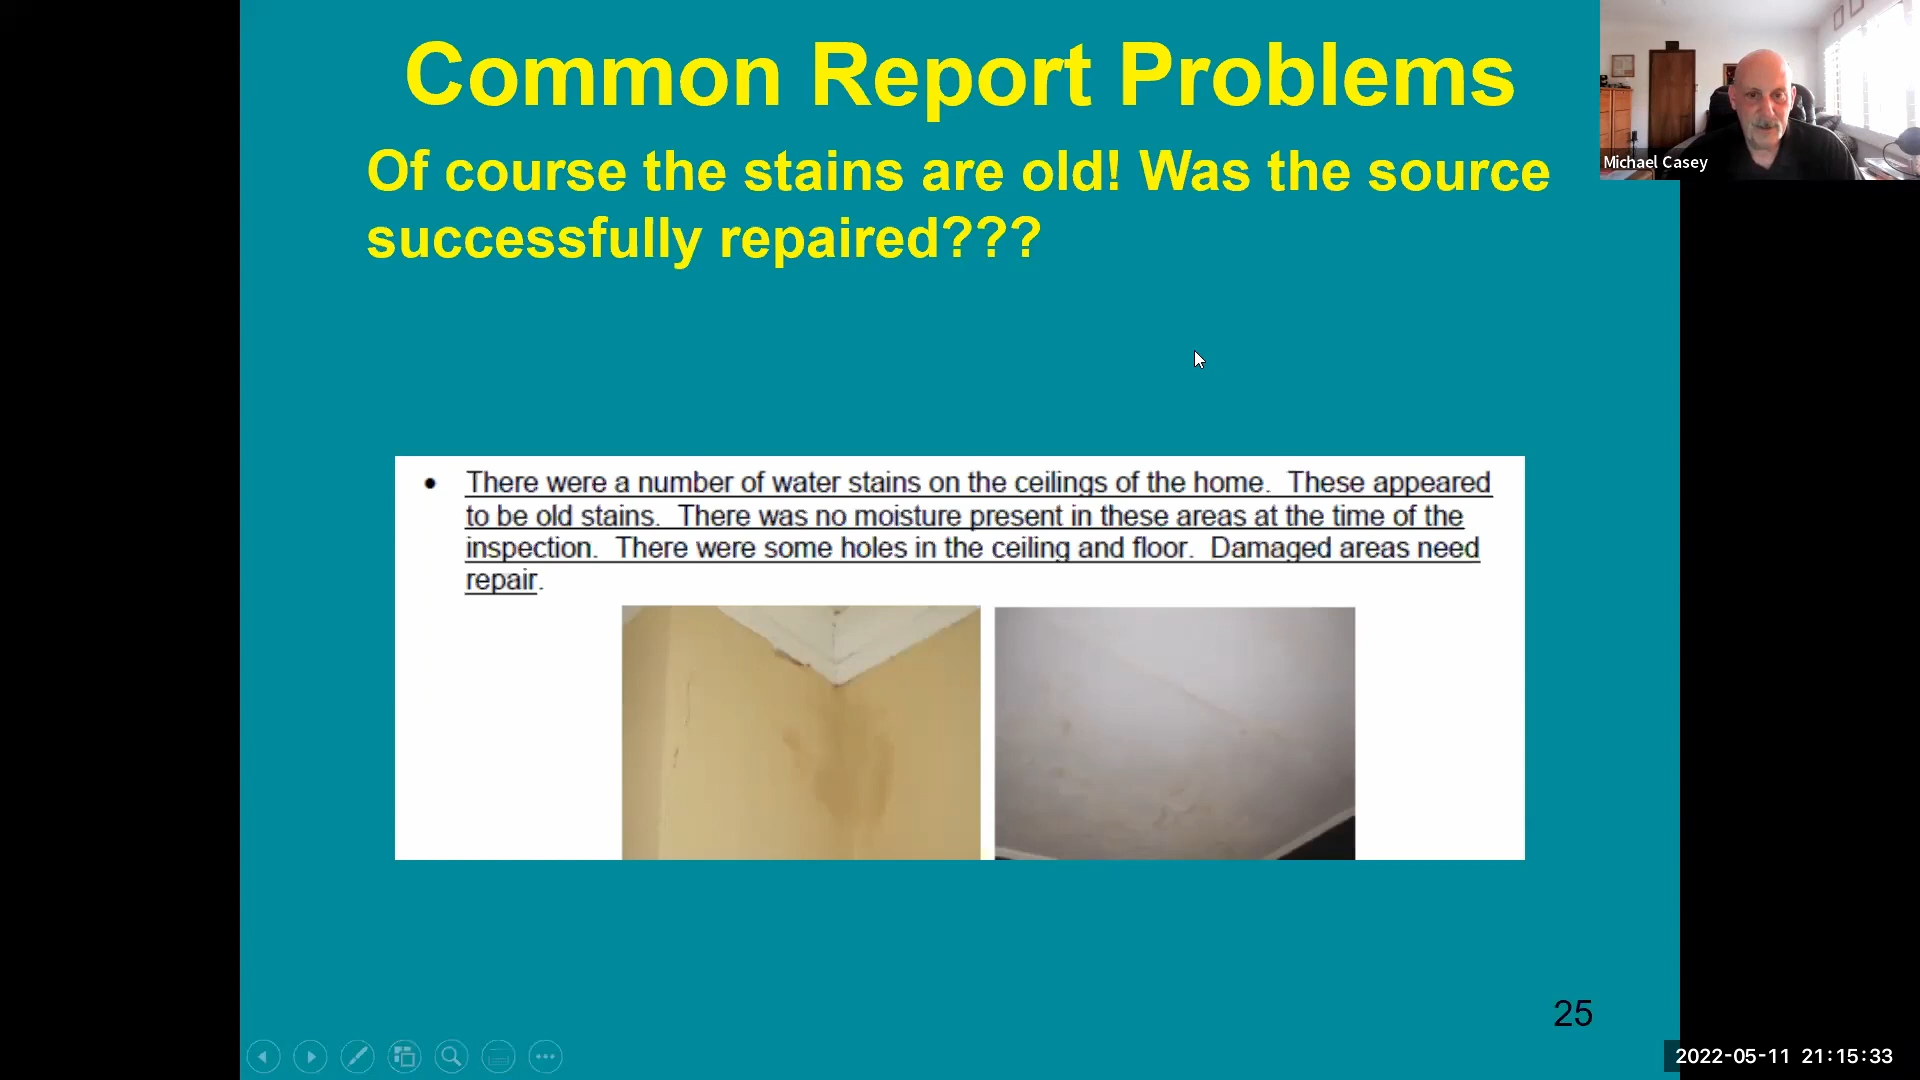 Common Report Problems
Of course the stains are old! Was the source
successfully repaired???
Michael Casey
• There were a number of water stains on the ceilings of the home. These appeared
to be old stains. There was no moisture present in these areas at the time of the
inspection. There were some holes in the ceiling and floor. Damaged areas need
repair.
25
2022-05-11 21:15:33